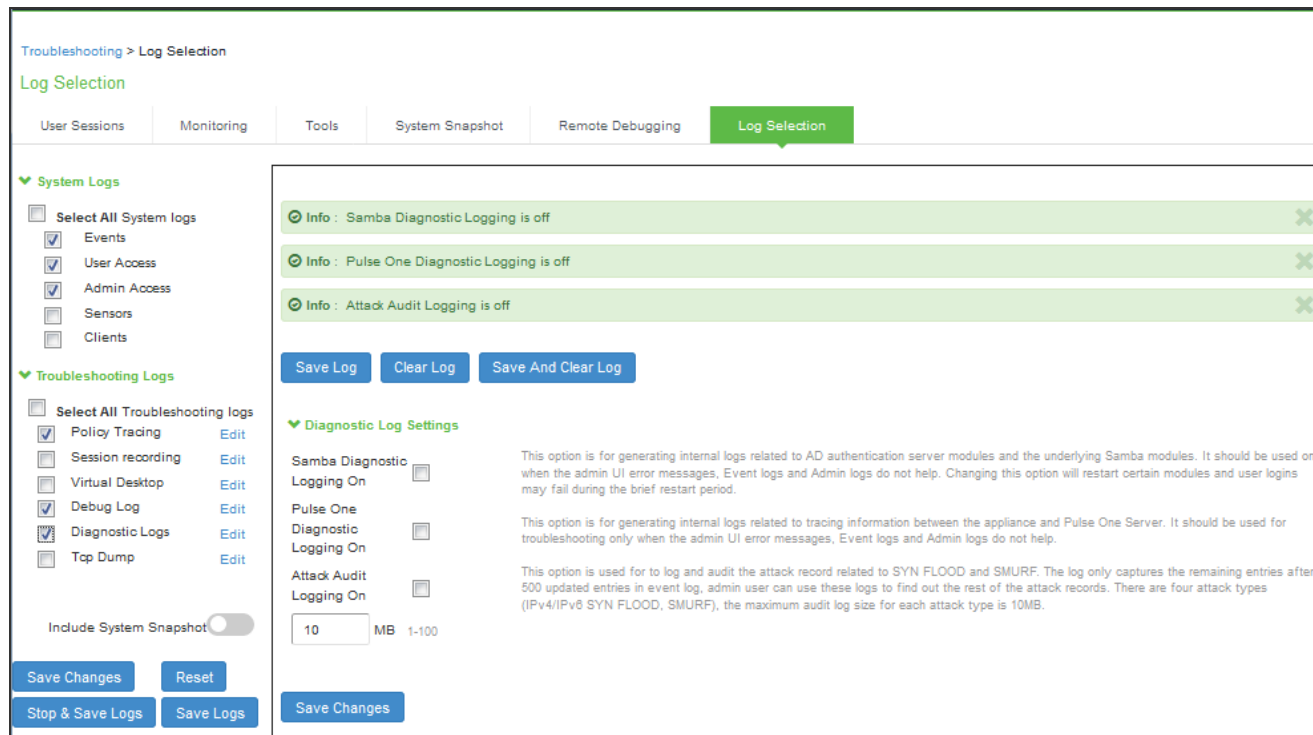 Troubleshooting > Log Selection
Log Selection
User Sessions
Monitoring
Tools
System Snapshot
Remote Debugging
Log Selection
System Logs
Select All System logs
Events
User Access
Admin Access
Sensors
Clients
Troubleshooting Logs
Select All Troubleshooting logs
Policy Tracing Edit
Session recording Edit
Virtual Desktop Edit
Debug Log Edit
Diagnostic Logs Edit
Tcp Dump Edit
Include System Snapshot
Save Changes Reset
Stop & Save Logs Save Logs
Info : Samba Diagnostic Logging is off
Info : Pulse One Diagnostic Logging is off
Info : Attack Audit Logging is off
Save Log Clear Log Save And Clear Log
Diagnostic Log Settings
Samba Diagnostic
Logging On
This option is for generating internal logs related to AD authentication server modules and the underlying Samba modules. It should be used
when the admin UI error messages, Event logs and Admin logs do not help. Changing this option will restart certain modules and user logins
may fail during the brief restart period.
Pulse One
Diagnostic
Logging On
This option is for generating internal logs related to tracing information between the appliance and Pulse One Server. It should be used for
troubleshooting only when the admin UI error messages, Event logs and Admin logs do not help.
Attack Audit
Logging On
This option is used for to log and audit the attack record related to SYN FLOOD and SMURF. The log only captures the remaining entries after
500 updated entries in event log, admin user can use these logs to find out the rest of the attack records. There are four attack types
(IPv4/IPv6 SYN FLOOD, SMURF), the maximum audit log size for each attack type is 10MB.
10 MB 1-100
Save Changes